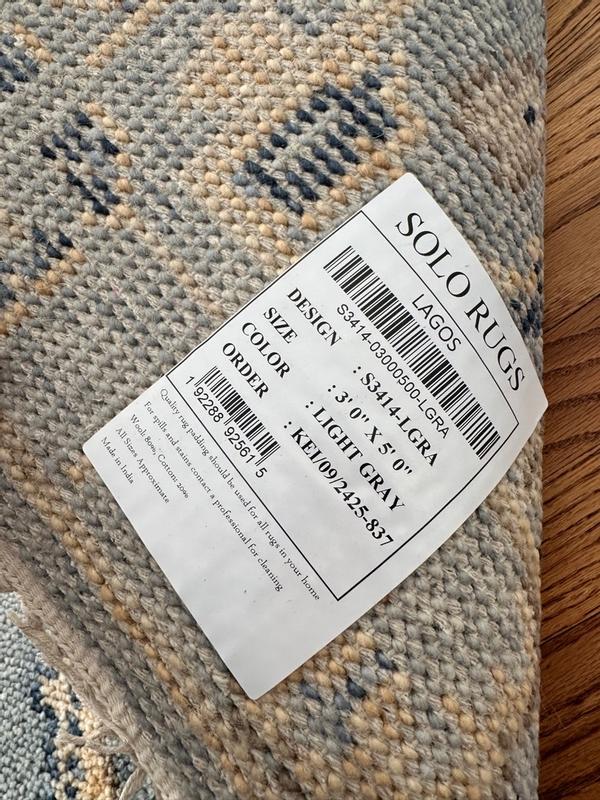 SOLO RUGS
LAGOS
S3414-03000500-LGRA
DESIGN : S3414-LGRA
SIZE : 3' 0" X 5' 0"
COLOR : LIGHT GRAY
ORDER : KEI/09/2425-837
1 92288 92561 5
Quality rug padding should be used for all rugs in your home
For spills and stains contact a professional for cleaning
Wool: 80%, Cotton: 20%
All Sizes Approximate
Made in India